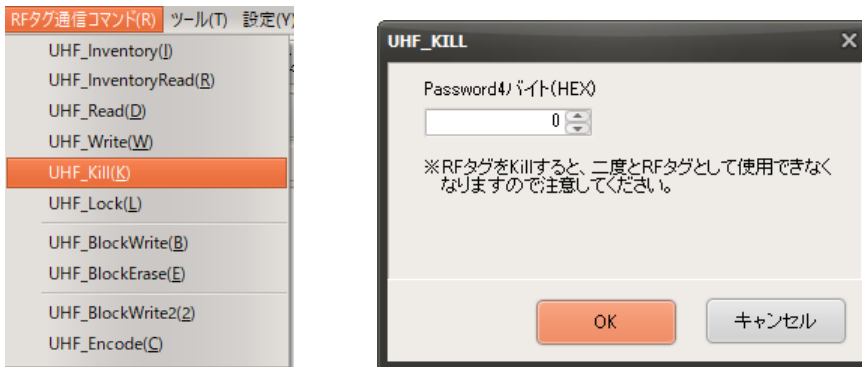 RFタグ通信コマンド(R) ツール(T) 設定(Y)
UHF_Inventory(I)
UHF_InventoryRead(R)
UHF_Read(D)
UHF_Write(W)
UHF_Kill(K)
UHF_Lock(L)
UHF_BlockWrite(B)
UHF_BlockErase(E)
UHF_BlockWrite2(2)
UHF_Encode(C)
UHF_KILL
Password4バイト(HEX)
0
※RFタグをKillすると、二度とRFタグとして使用できなく
なりますので注意してください。
OK キャンセル